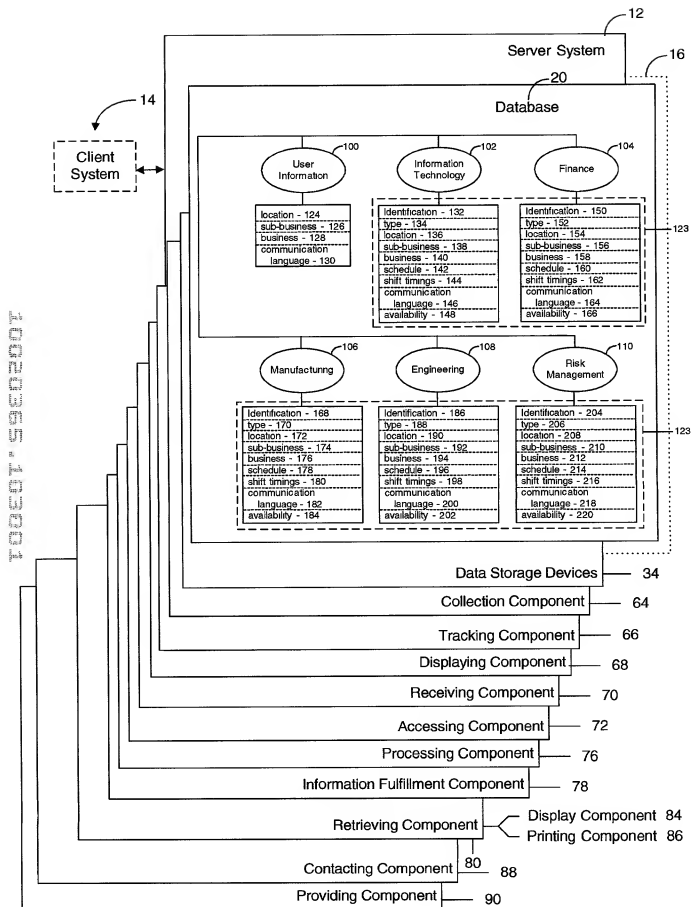 12
Server System
16
20
Database
14
Client
System
100
User
Information
102
Information
Technology
104
Finance
location - 124
sub-business - 126
business - 128
communication
language - 130
Identification - 132
type - 134
location - 136
sub-business - 138
business - 140
schedule - 142
shift timings - 144
communication
language - 146
availability - 148
Identification - 150
type - 152
location - 154
sub-business - 156
business - 158
schedule - 160
shift timings - 162
communication
language - 164
availability - 166
123
106
Manufacturing
108
Engineering
110
Risk
Management
Identification - 168
type - 170
location - 172
sub-business - 174
business - 176
schedule - 178
shift timings - 180
communication
language - 182
availability - 184
Identification - 186
type - 188
location - 190
sub-business - 192
business - 194
schedule - 196
shift timings - 198
communication
language - 200
availability - 202
Identification - 204
type - 206
location - 208
sub-business - 210
business - 212
schedule - 214
shift timings - 216
communication
language - 218
availability - 220
123
Data Storage Devices 34
Collection Component 64
Tracking Component 66
Displaying Component 68
Receiving Component 70
Accessing Component 72
Processing Component 76
Information Fulfillment Component 78
Retrieving Component
Display Component 84
Printing Component 86
80
Contacting Component 88
Providing Component 90